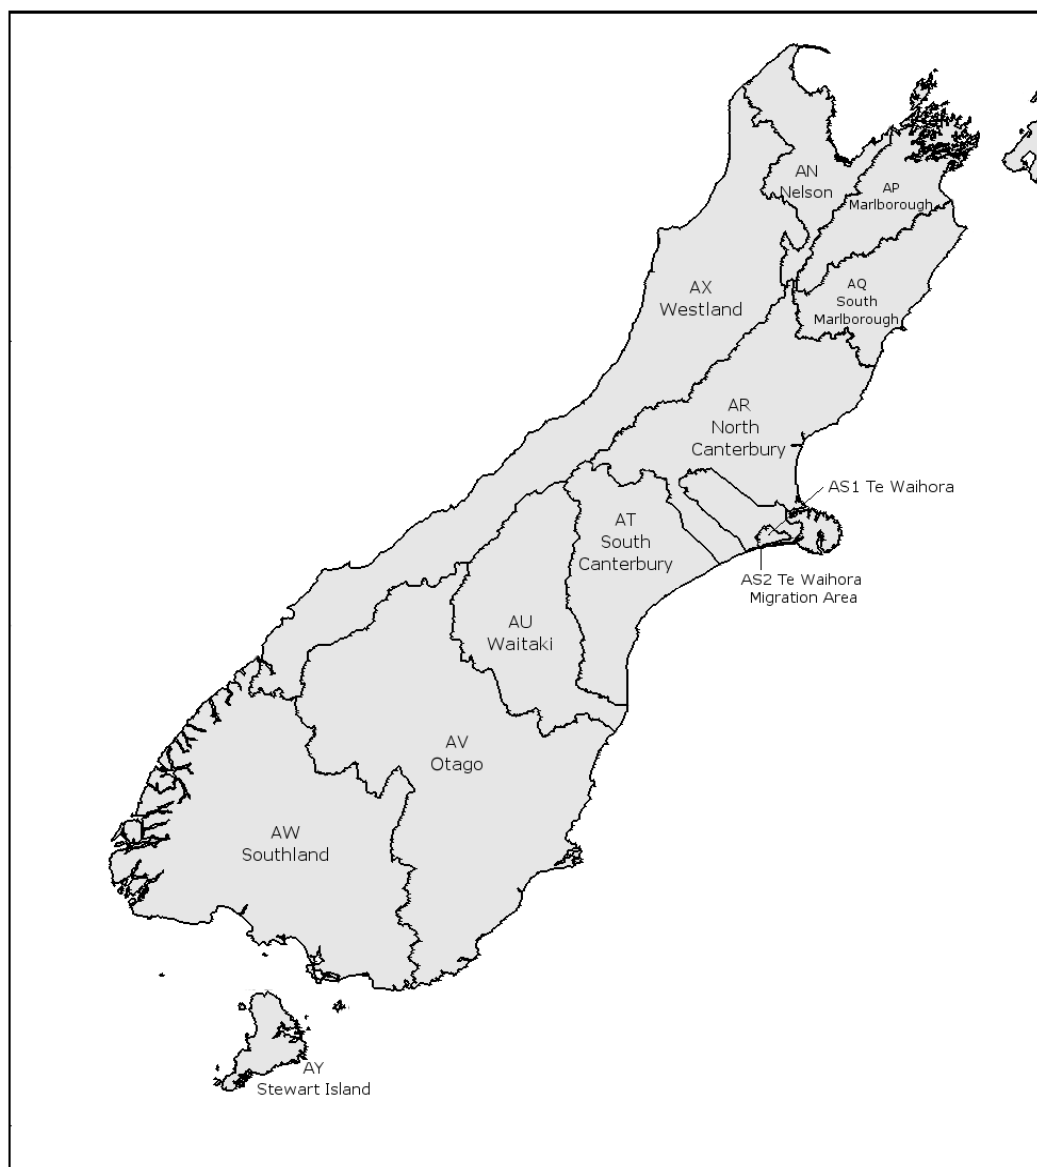 AN
Nelson
AP
Marlborough
AX
Westland
AQ
South
Marlborough
AR
North
Canterbury
AS1 Te Waihora
AT
South
Canterbury
AS2 Te Waihora
Migration Area
AU
Waitaki
AV
Otago
AW
Southland
AY
Stewart Island